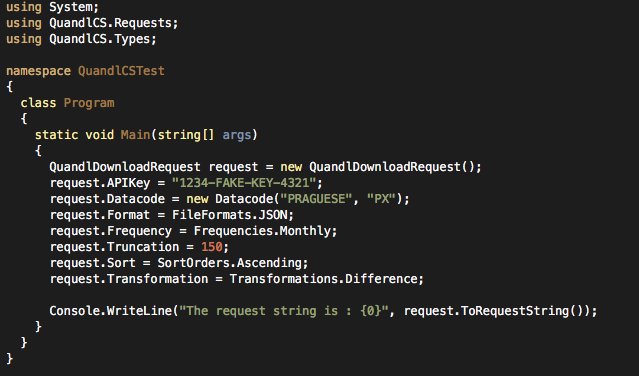 using System;
using QuandlCS.Requests;
using QuandlCS.Types;

namespace QuandlCSTest
{
  class Program
  {
    static void Main(string[] args)
    {
      QuandlDownloadRequest request = new QuandlDownloadRequest();
      request.APIKey = "1234-FAKE-KEY-4321";
      request.Datacode = new Datacode("PRAGUESE", "PX");
      request.Format = FileFormats.JSON;
      request.Frequency = Frequencies.Monthly;
      request.Truncation = 150;
      request.Sort = SortOrders.Ascending;
      request.Transformation = Transformations.Difference;

      Console.WriteLine("The request string is : {0}", request.ToRequestString());
    }
  }
}